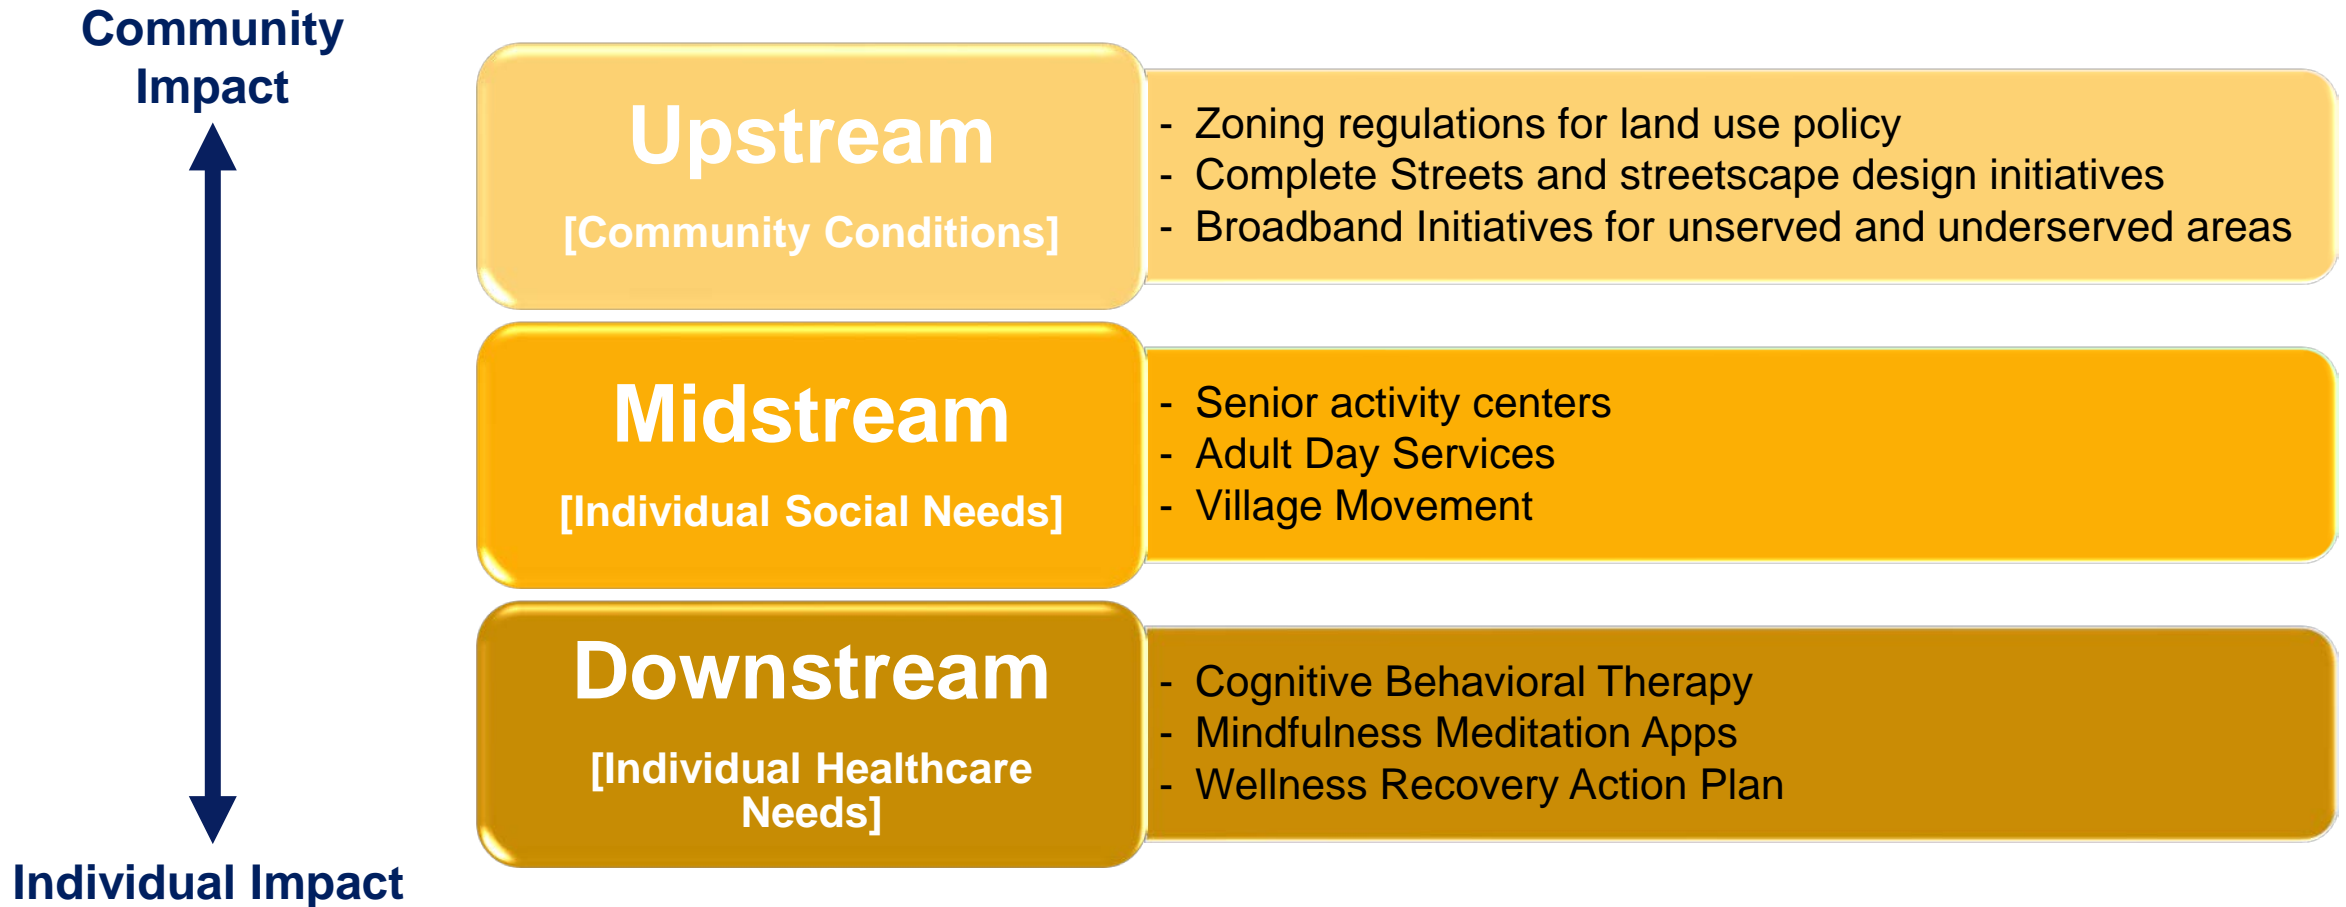 Community
Impact
Upstream
[Community Conditions]
- Zoning regulations for land use policy
- Complete Streets and streetscape design initiatives
- Broadband Initiatives for unserved and underserved areas
Midstream
[Individual Social Needs]
- Senior activity centers
- Adult Day Services
- Village Movement
Downstream
[Individual Healthcare
Needs]
- Cognitive Behavioral Therapy
- Mindfulness Meditation Apps
- Wellness Recovery Action Plan
Individual Impact